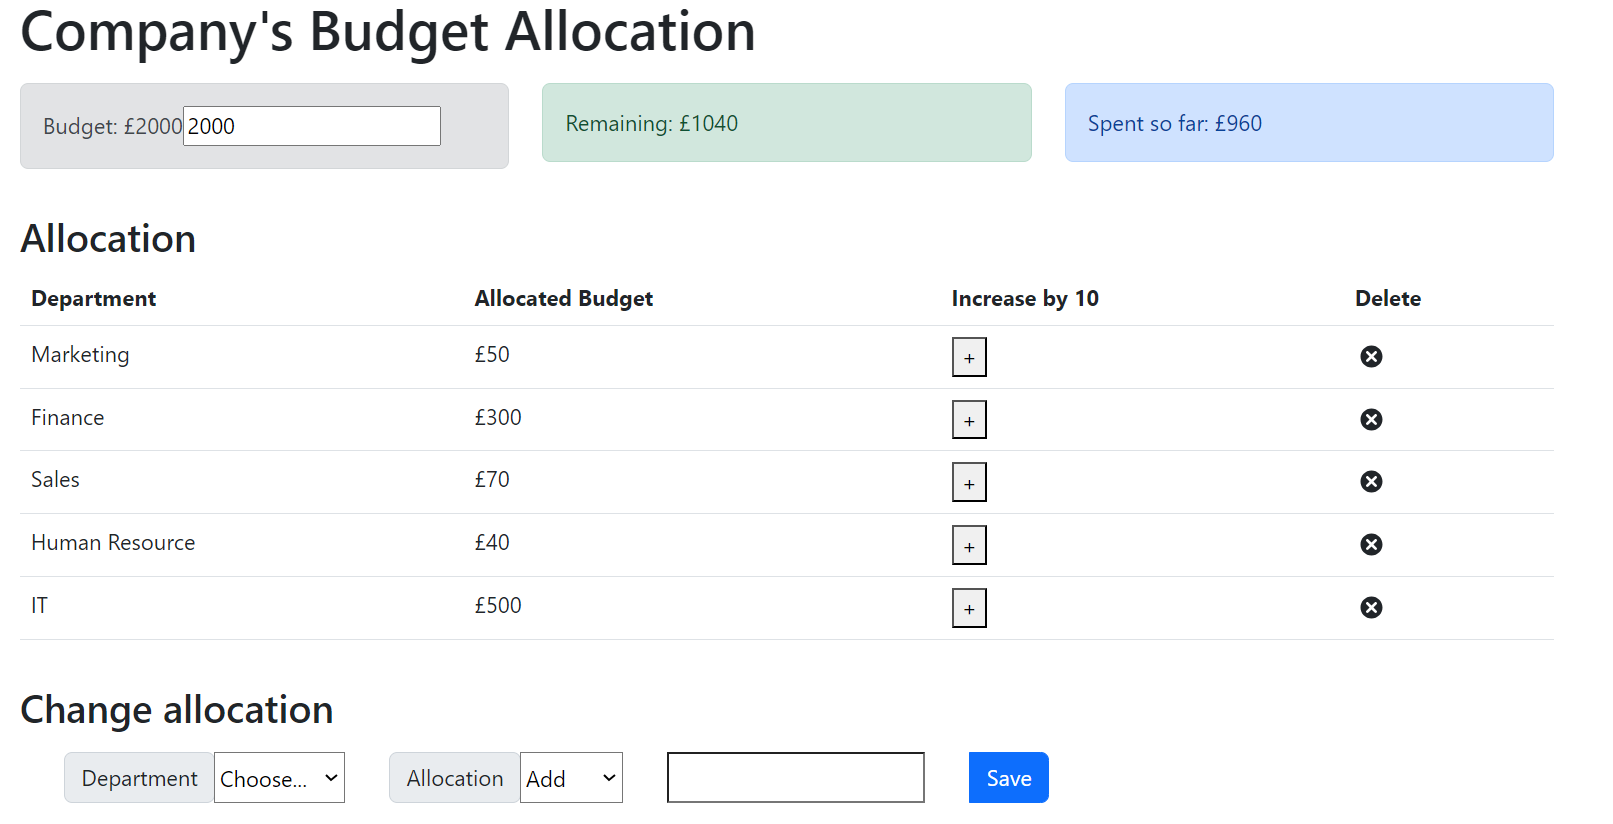 Company's Budget Allocation
Budget: £2000 2000
Remaining: £1040
Spent so far: £960
Allocation
Department Allocated Budget Increase by 10 Delete
Marketing £50 +
Finance £300 +
Sales £70 +
Human Resource £40 +
IT £500 +
Change allocation
Department Choose... Allocation Add Save